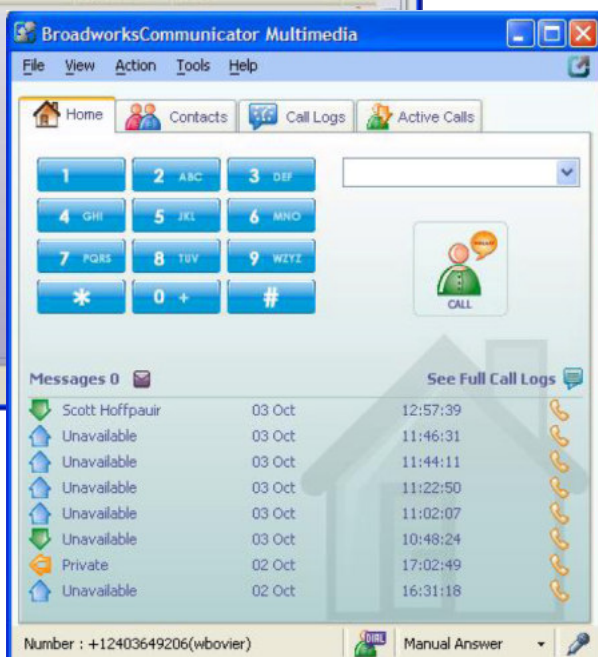 BroadworksCommunicator Multimedia
File View Action Tools Help
Home Contacts Call Logs Active Calls
1 2 ABC 3 DEF
4 GHI 5 JKL 6 MNO
7 PQRS 8 TUV 9 WXYZ
* 0 + #
CALL
Messages 0 See Full Call Logs
Scott Hoffpauir 03 Oct 12:57:39
Unavailable 03 Oct 11:46:31
Unavailable 03 Oct 11:44:11
Unavailable 03 Oct 11:22:50
Unavailable 03 Oct 11:02:07
Unavailable 03 Oct 10:48:24
Private 02 Oct 17:02:49
Unavailable 02 Oct 16:31:18
Number : +12403649206(wbovier) DIAL Manual Answer